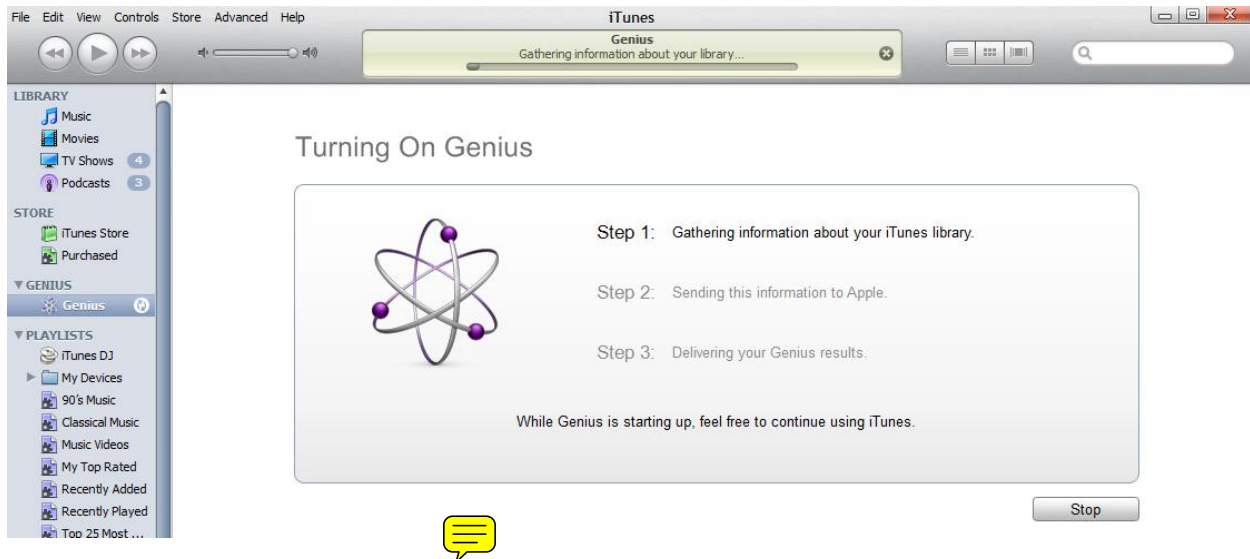 File Edit View Controls Store Advanced Help
iTunes
Genius
Gathering information about your library...
LIBRARY
Music
Movies
TV Shows 4
Podcasts 3
STORE
iTunes Store
Purchased
GENIUS
Genius
PLAYLISTS
iTunes DJ
My Devices
90's Music
Classical Music
Music Videos
My Top Rated
Recently Added
Recently Played
Top 25 Most ...
Turning On Genius
Step 1: Gathering information about your iTunes library.
Step 2: Sending this information to Apple.
Step 3: Delivering your Genius results.
While Genius is starting up, feel free to continue using iTunes.
Stop